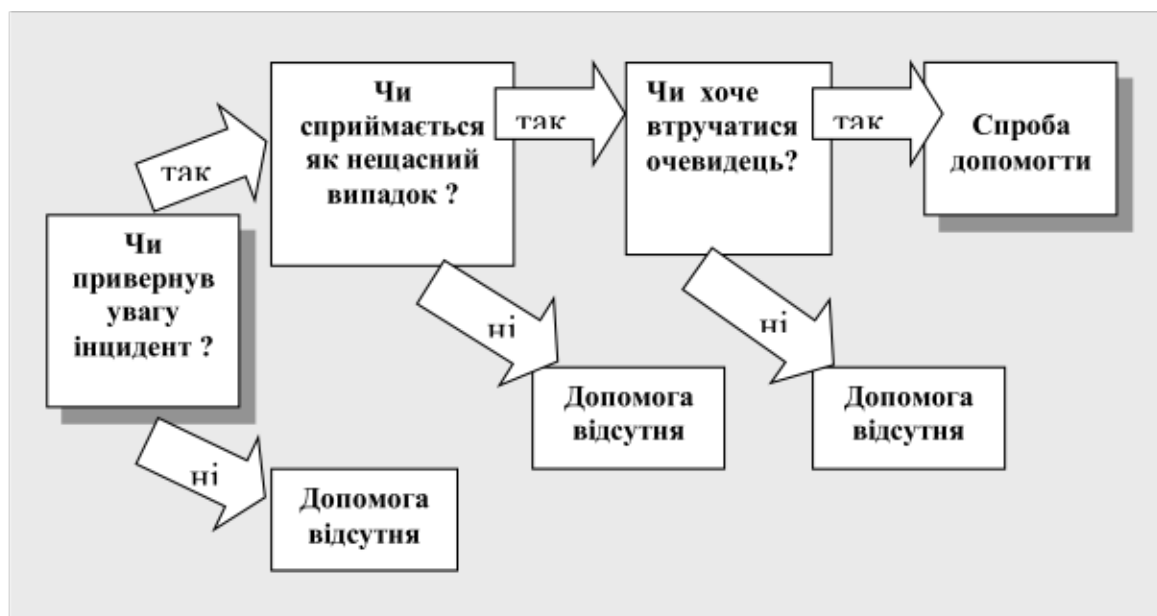 Чи
привернув
увагу
інцидент ?
так
ні
Допомога
відсутня
Чи
сприймається
як нещасний
випадок ?
так
ні
Допомога
відсутня
Чи хоче
втручатися
очевидець?
так
ні
Допомога
відсутня
Спроба
допомогти